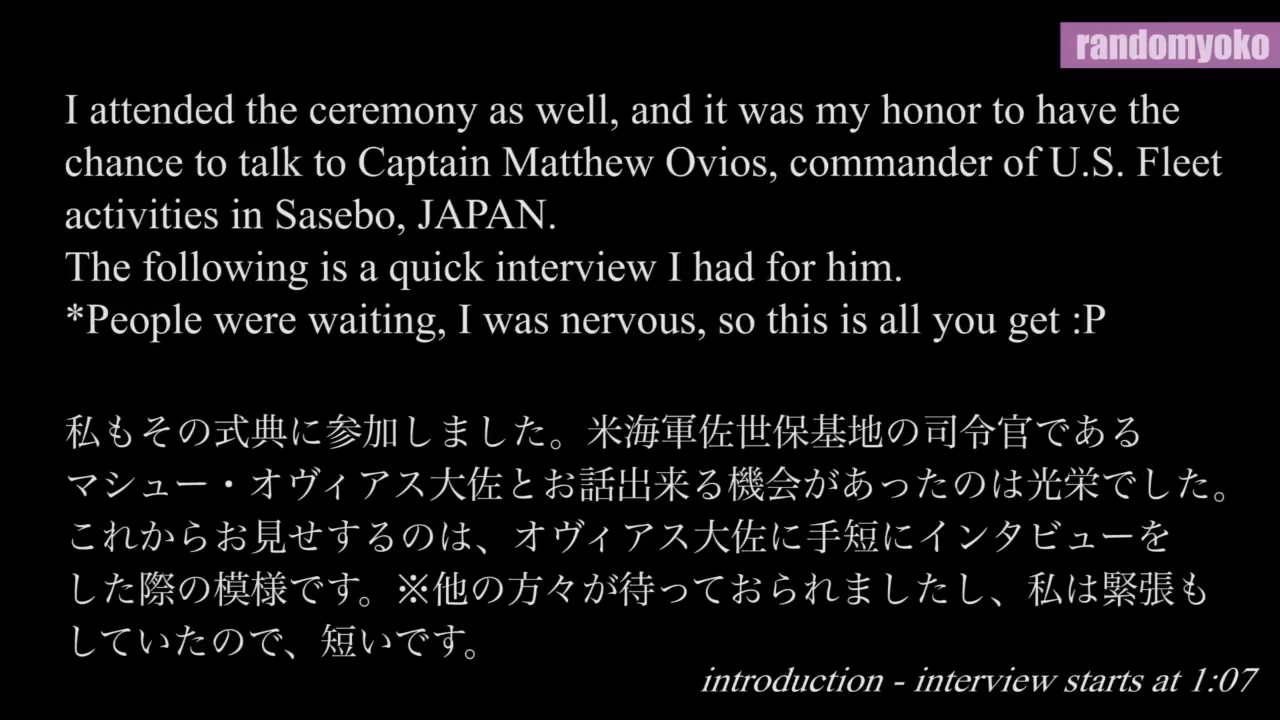 randomyoko
I attended the ceremony as well, and it was my honor to have the
chance to talk to Captain Matthew Ovios, commander of U.S. Fleet
activities in Sasebo, JAPAN.
The following is a quick interview I had for him.
*People were waiting, I was nervous, so this is all you get :P
私もその式典に参加しました。米海軍佐世保基地の司令官である
マシュー・オヴィアス大佐とお話出来る機会があったのは光栄でした。
これからお見せするのは、オヴィアス大佐に手短にインタビューを
した際の模様です。※他の方々が待っておられましたし、私は緊張も
していたので、短いです。
introduction - interview starts at 1:07